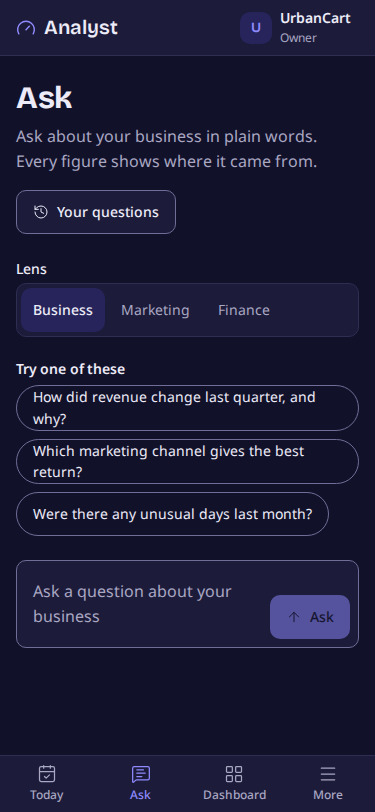 Analyst
U
UrbanCart
Owner
Ask
Ask about your business in plain words.
Every figure shows where it came from.
Your questions
Lens
Business
Marketing
Finance
Try one of these
How did revenue change last quarter, and
why?
Which marketing channel gives the best
return?
Were there any unusual days last month?
Ask a question about your
business
Ask
Today
Ask
Dashboard
More